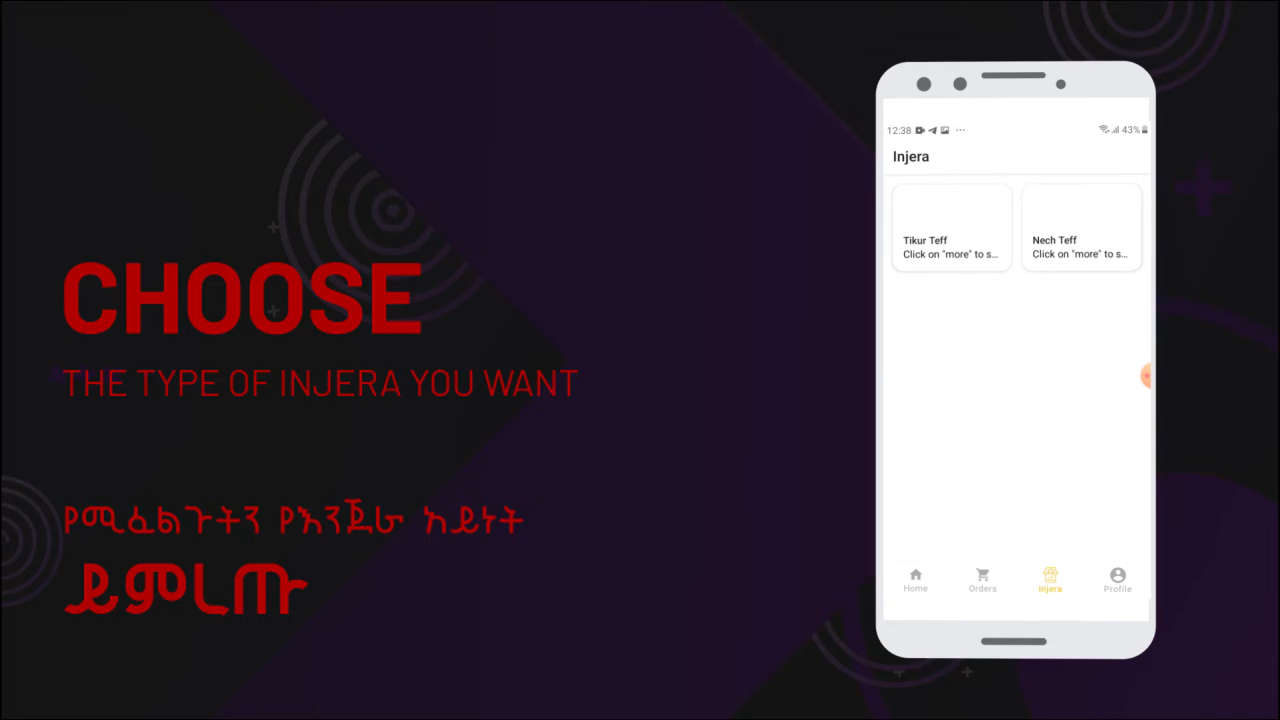 CHOOSE
THE TYPE OF INJERA YOU WANT
የሚፈልጉትን የእንጀራ አይነት
ይምረጡ
12:38 ... 43%
Injera
Tikur Teff
Click on "more" to s...
Nech Teff
Click on "more" to s...
Home Orders Injera Profile